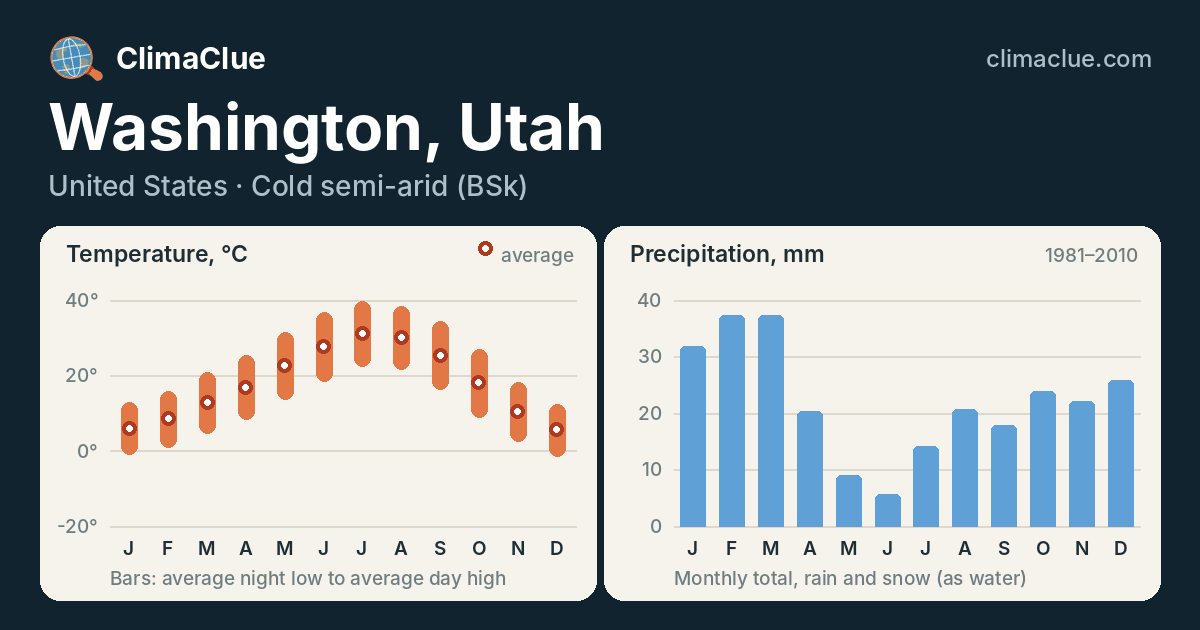 ClimaClue
climaclue.com
Washington, Utah
United States · Cold semi-arid (BSk)
Temperature, °C
average
40°
20°
0°
-20°
J F M A M J J A S O N D
Bars: average night low to average day high
Precipitation, mm
1981–2010
40
30
20
10
0
J F M A M J J A S O N D
Monthly total, rain and snow (as water)